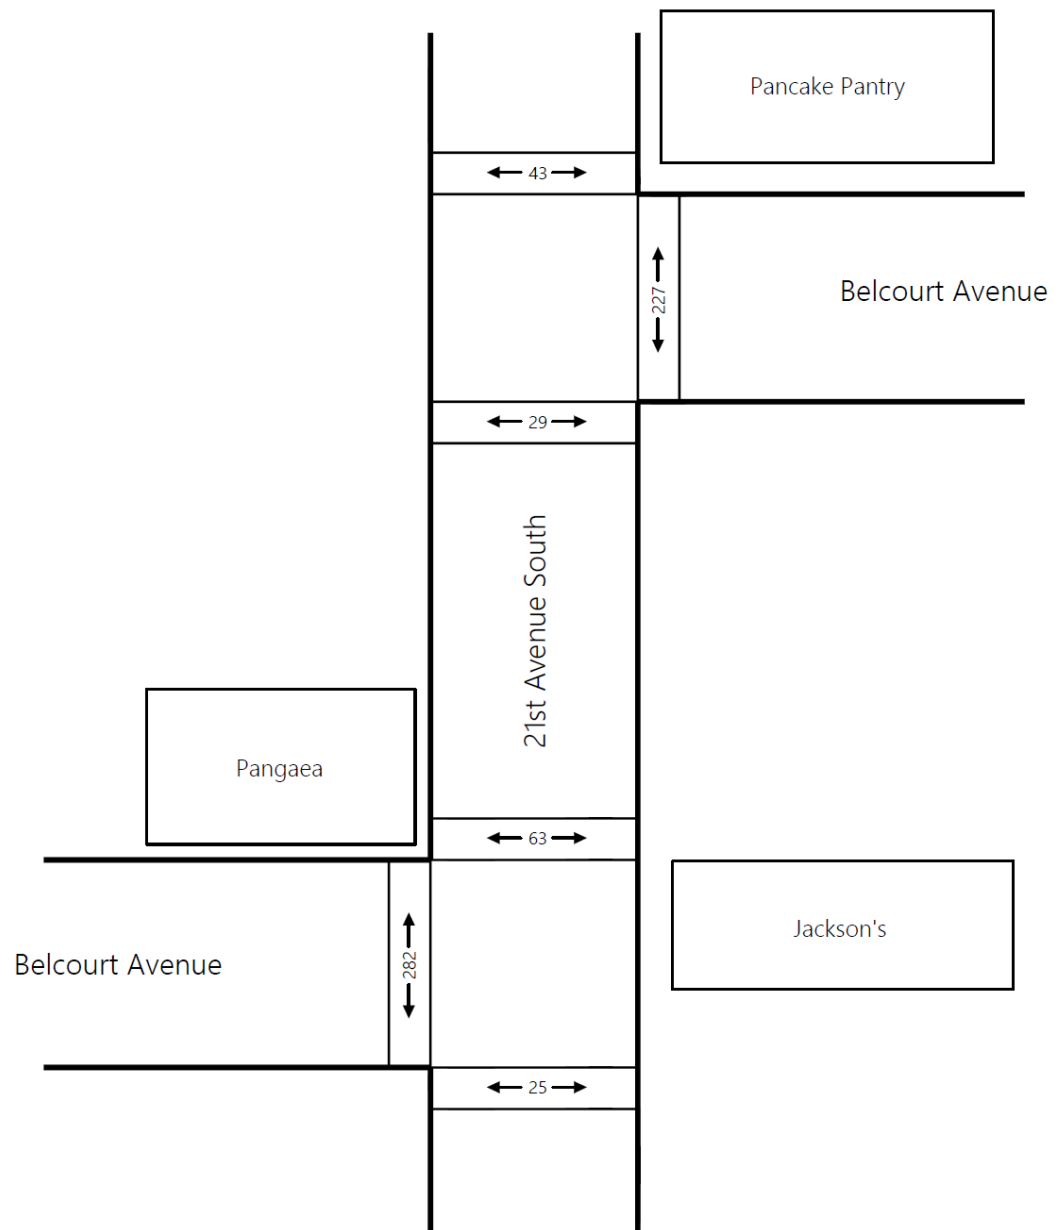 Pancake Pantry
43
227
Belcourt Avenue
29
21st Avenue South
Pangaea
63
Jackson's
282
Belcourt Avenue
25